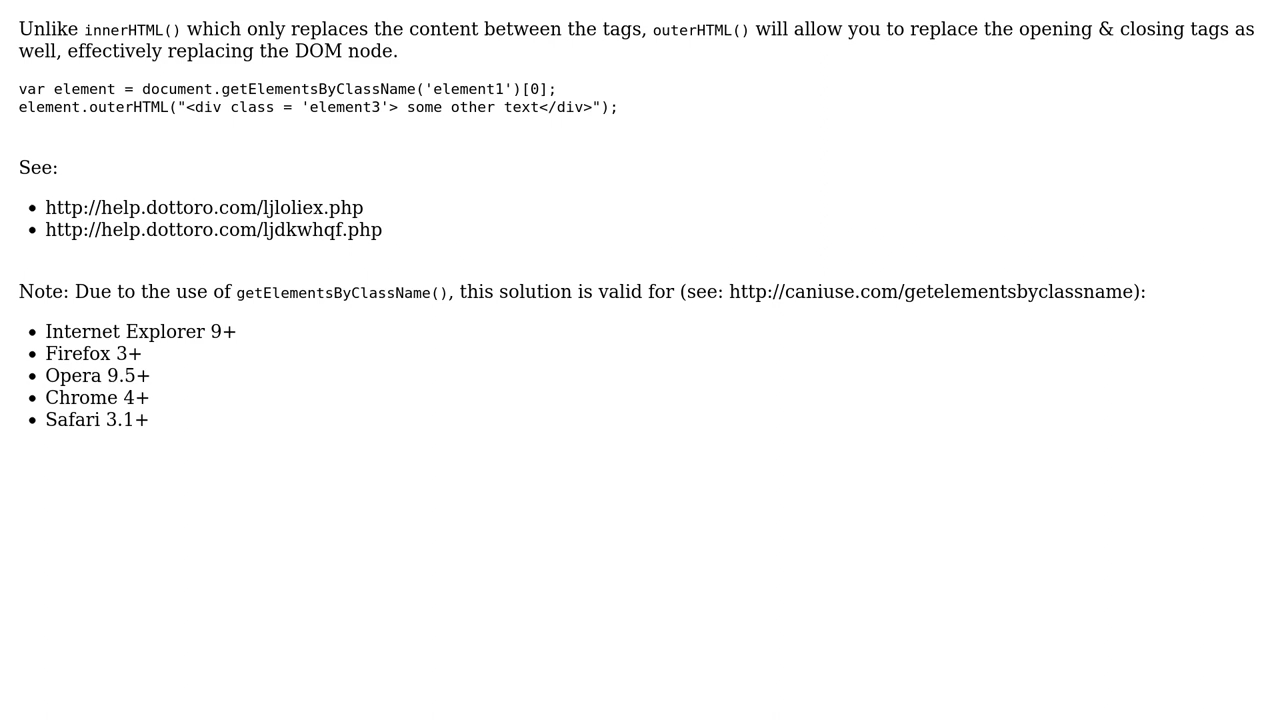 Unlike innerHTML() which only replaces the content between the tags, outerHTML() will allow you to replace the opening & closing tags as
well, effectively replacing the DOM node.
var element = document.getElementsByClassName('element1')[0];
element.outerHTML("<div class = 'element3'> some other text</div>");
See:
• http://help.dottoro.com/ljloliex.php
• http://help.dottoro.com/ljdkwhqf.php
Note: Due to the use of getElementsByClassName(), this solution is valid for (see: http://caniuse.com/getelementsbyclassname):
• Internet Explorer 9+
• Firefox 3+
• Opera 9.5+
• Chrome 4+
• Safari 3.1+